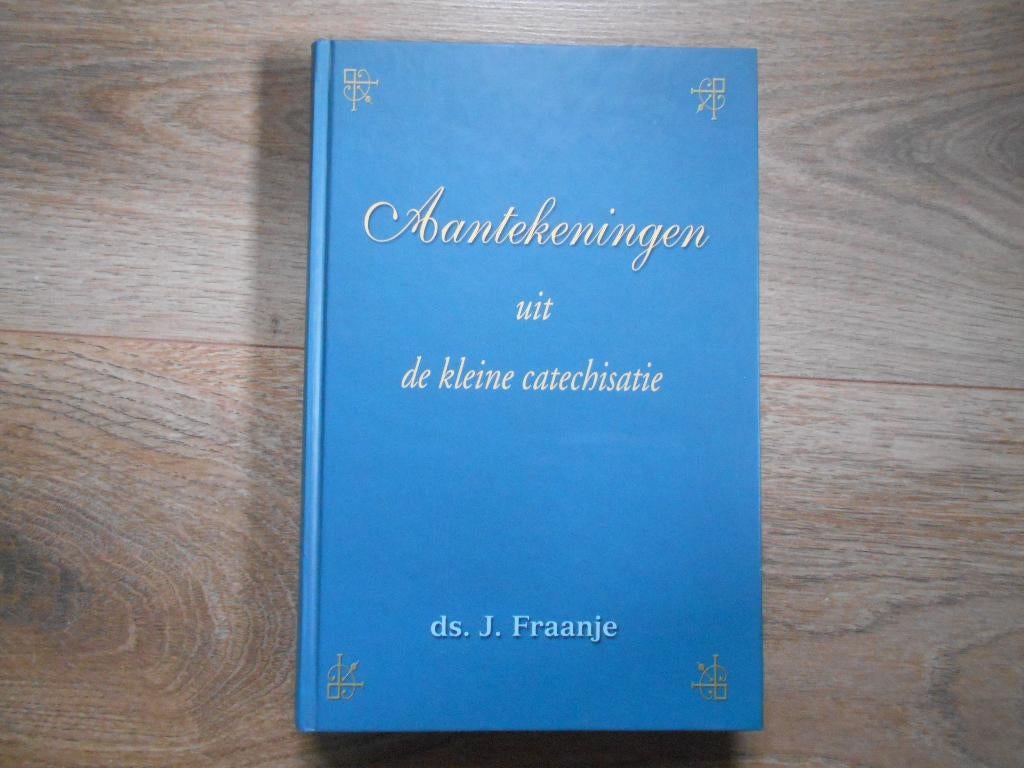 Aantekeningen
uit
de kleine catechisatie
ds. J. Fraanje